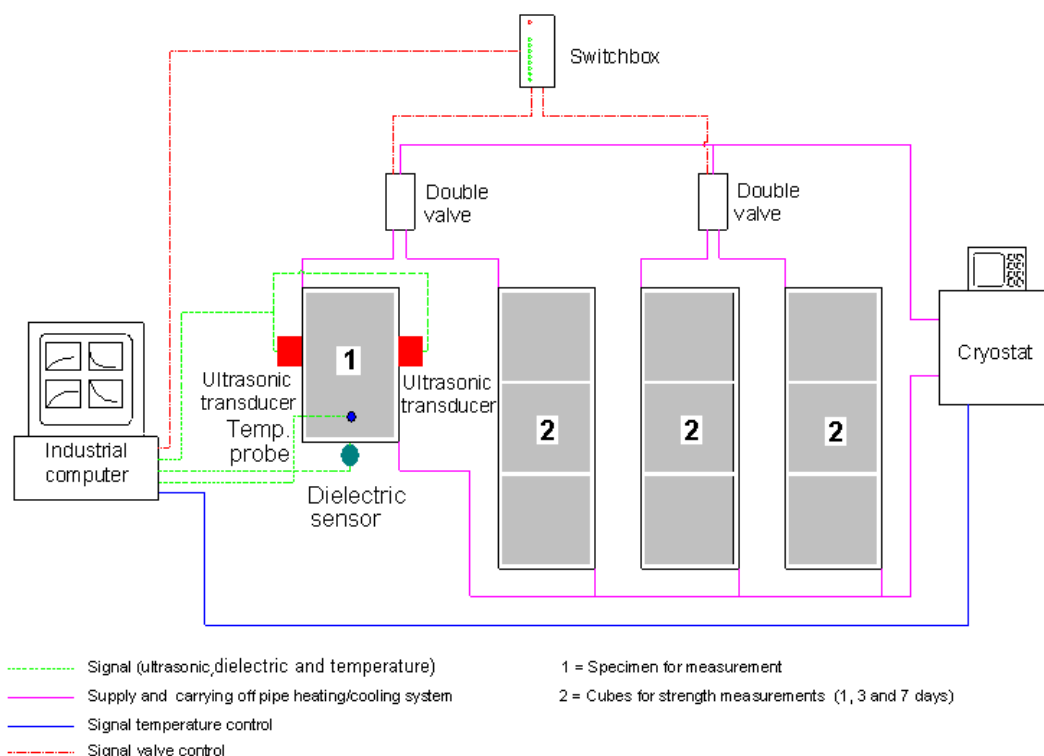 Switchbox
Double
valve
Double
valve
1
Ultrasonic
transducer
Ultrasonic
transducer
Temp.
probe
Dielectric
sensor
2
2
2
Industrial
computer
Cryostat
Signal (ultrasonic,dielectric and temperature)
Supply and carrying off pipe heating/cooling system
Signal temperature control
Signal valve control
1 = Specimen for measurement
2 = Cubes for strength measurements (1, 3 and 7 days)